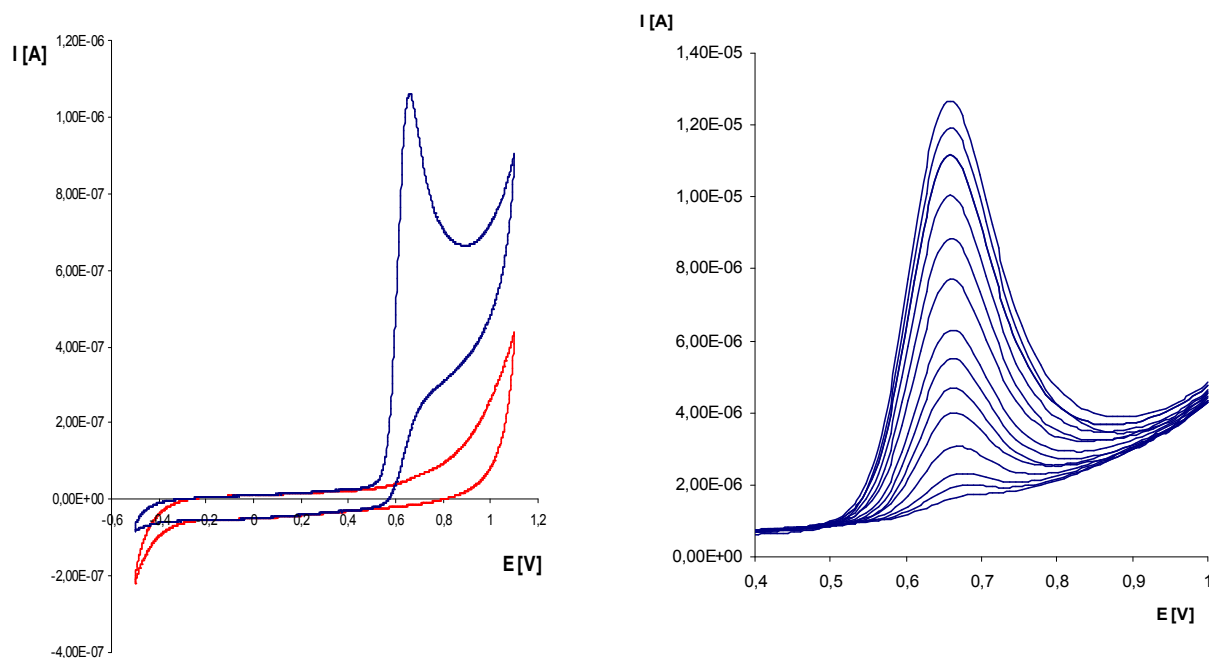 I [A]
1,20E-06
1,00E-06
8,00E-07
6,00E-07
4,00E-07
2,00E-07
0,00E+00
-2,00E-07
-4,00E-07
-0,6 -0,4 -0,2 0 0,2 0,4 0,6 0,8 1 1,2
E [V]
I [A]
1,40E-05
1,20E-05
1,00E-05
8,00E-06
6,00E-06
4,00E-06
2,00E-06
0,00E+00
0,4 0,5 0,6 0,7 0,8 0,9 1
E [V]